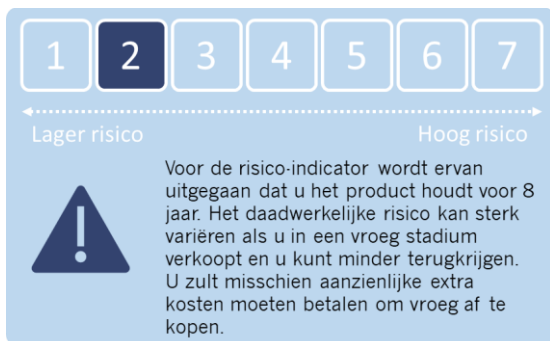 1 2 3 4 5 6 7
Lager risico Hoog risico
Voor de risico-indicator wordt ervan
uitgegaan dat u het product houdt voor 8
jaar. Het daadwerkelijke risico kan sterk
variëren als u in een vroeg stadium
verkoopt en u kunt minder terugkrijgen.
U zult misschien aanzienlijke extra
kosten moeten betalen om vroeg af te
kopen.